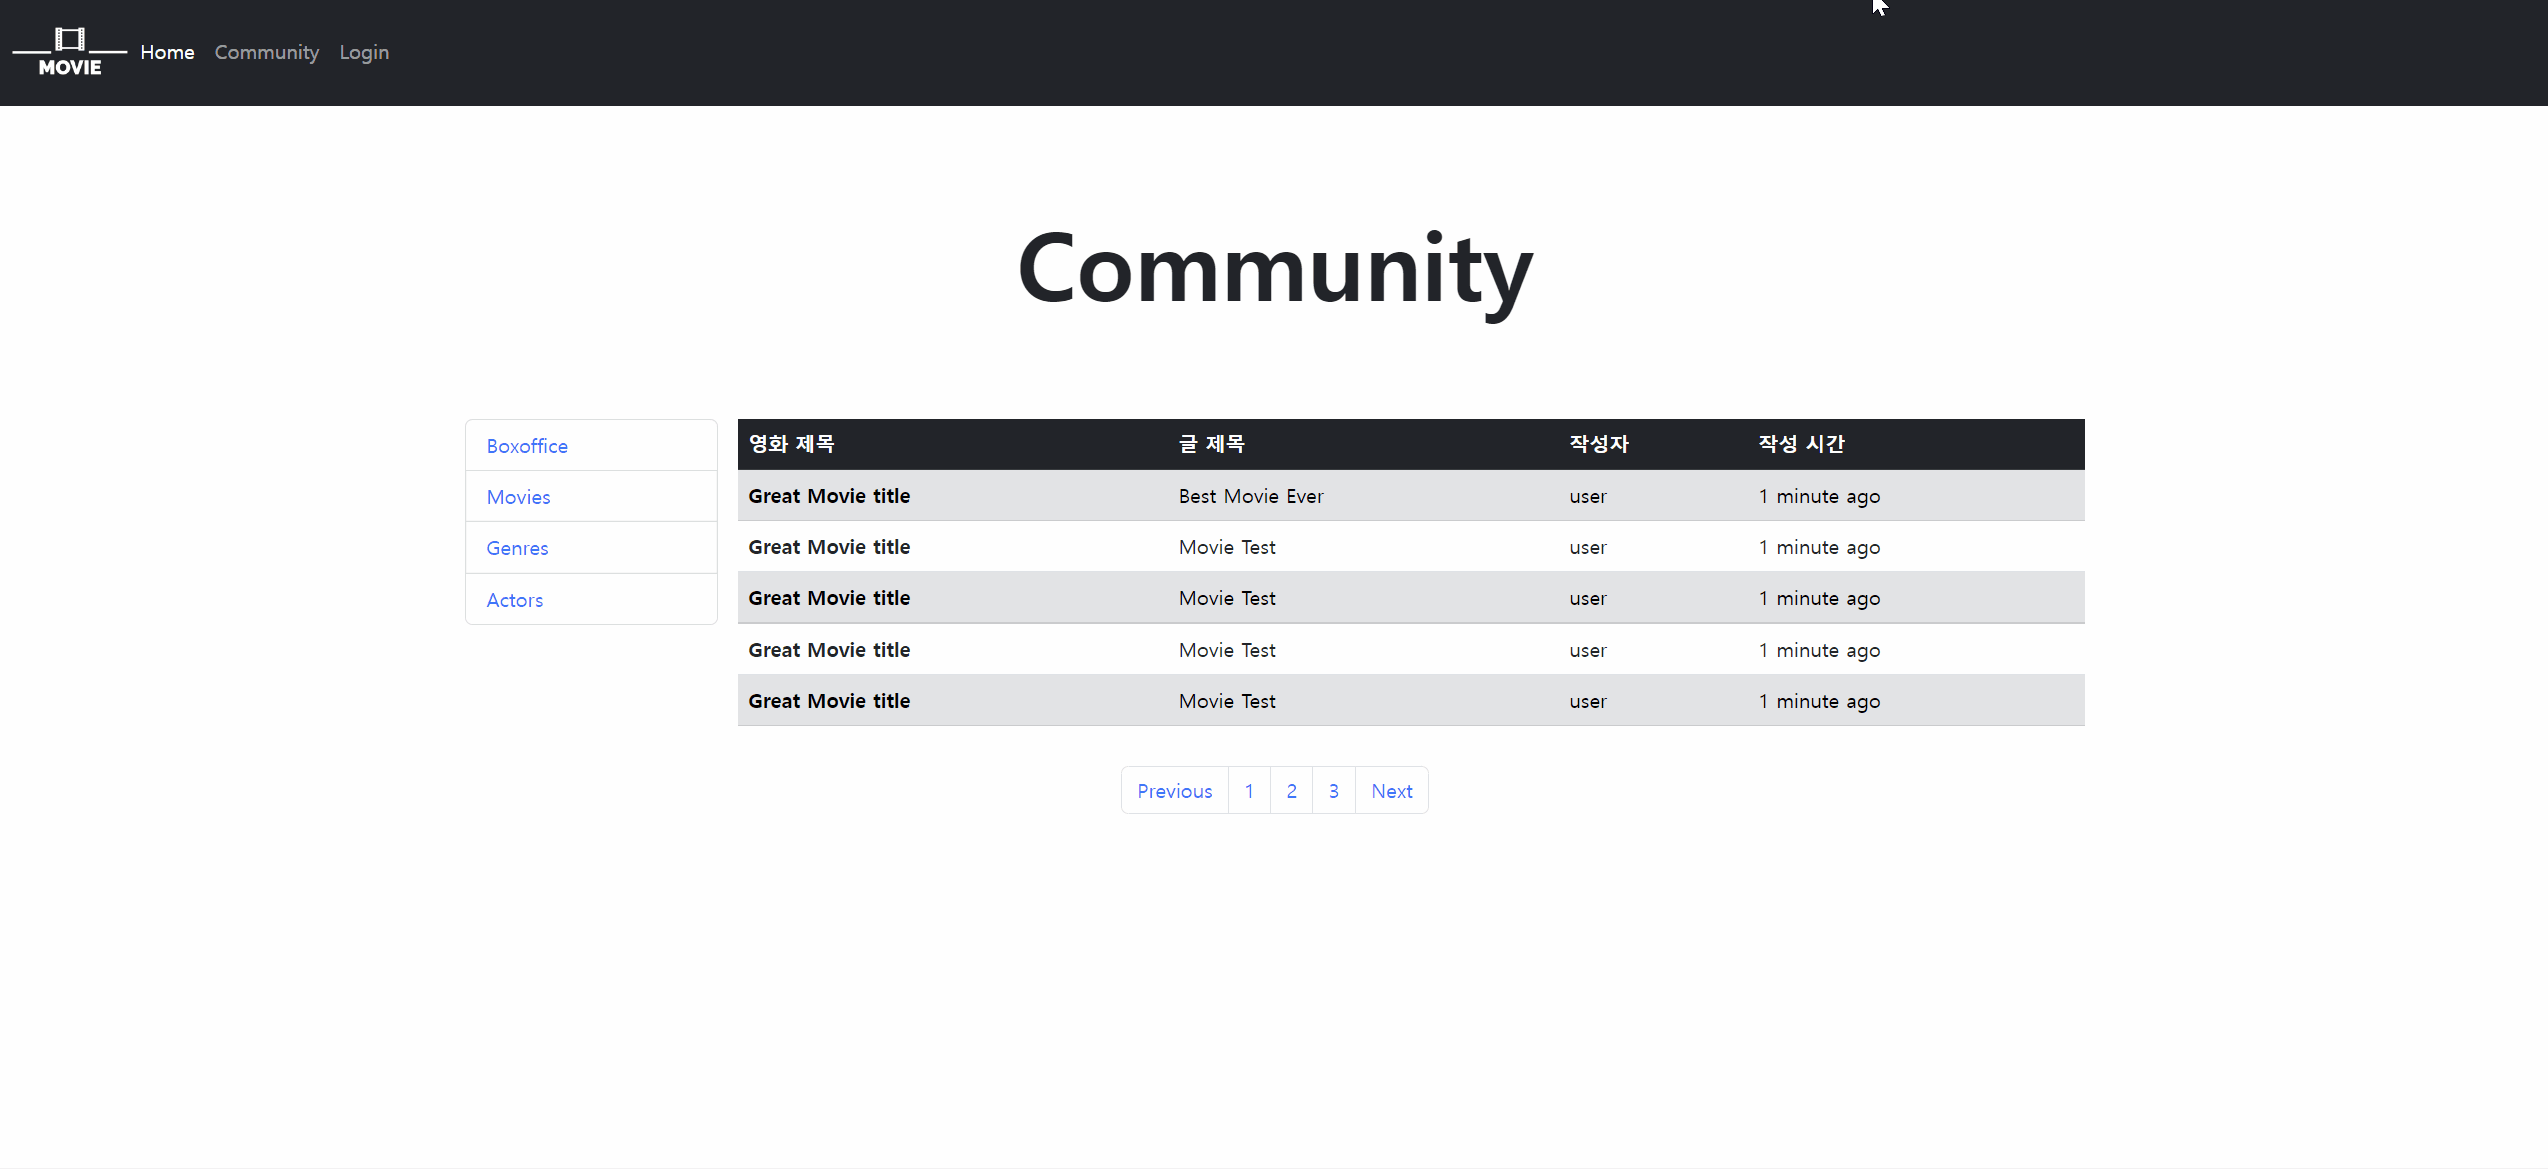 MOVIE Home Community Login
Community
Boxoffice
Movies
Genres
Actors
영화 제목 글 제목 작성자 작성 시간
Great Movie title Best Movie Ever user 1 minute ago
Great Movie title Movie Test user 1 minute ago
Great Movie title Movie Test user 1 minute ago
Great Movie title Movie Test user 1 minute ago
Great Movie title Movie Test user 1 minute ago
Previous 1 2 3 Next